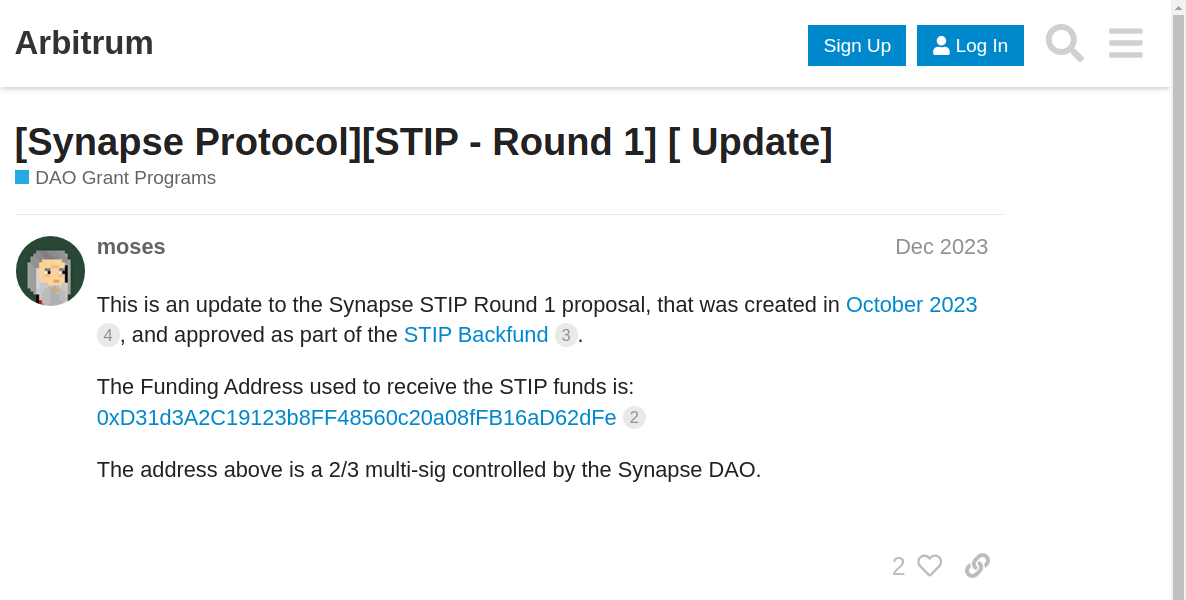 Arbitrum
Sign Up
Log In
[Synapse Protocol][STIP - Round 1] [ Update]
DAO Grant Programs
moses
Dec 2023
This is an update to the Synapse STIP Round 1 proposal, that was created in October 2023
4 , and approved as part of the STIP Backfund 3 .
The Funding Address used to receive the STIP funds is:
0xD31d3A2C19123b8FF48560c20a08fFB16aD62dFe 2
The address above is a 2/3 multi-sig controlled by the Synapse DAO.
2